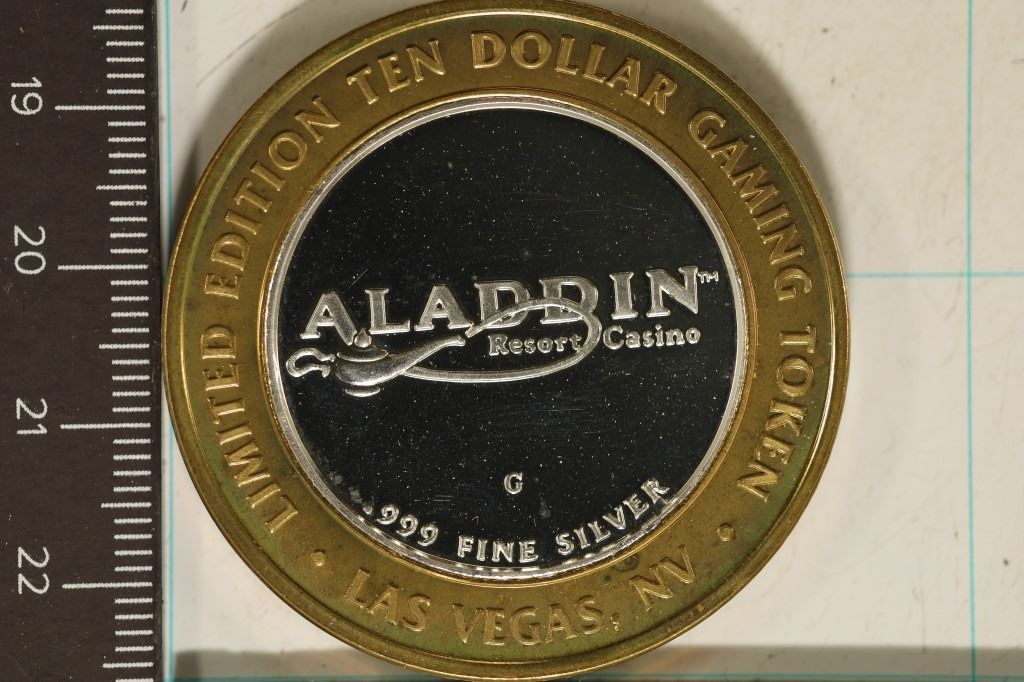 19
20
21
22
LIMITED EDITION TEN DOLLAR GAMING TOKEN
ALADDIN™
Resort Casino
G
.999 FINE SILVER
• LAS VEGAS, NV •